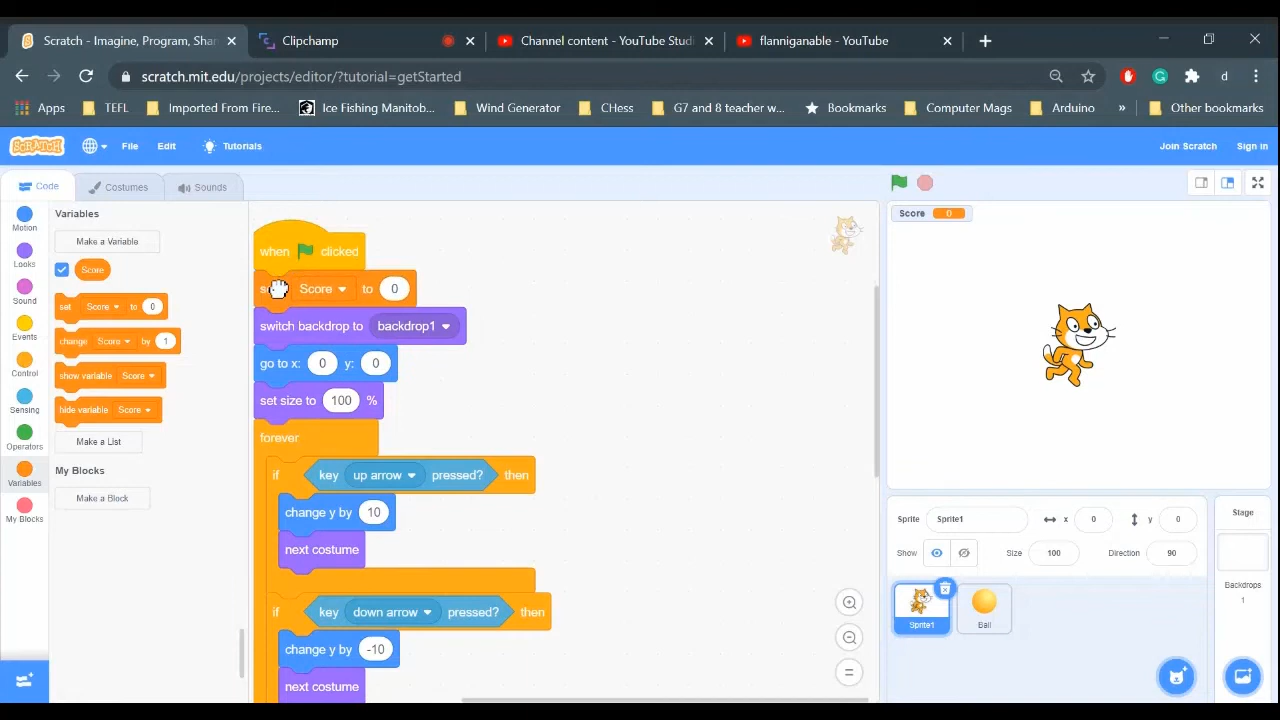 Scratch - Imagine, Program, Shar
Clipchamp
Channel content - YouTube Studi
flanniganable - YouTube
scratch.mit.edu/projects/editor/?tutorial=getStarted
d
Apps
TEFL
Imported From Fire...
Ice Fishing Manitob...
Wind Generator
CHess
G7 and 8 teacher w...
Bookmarks
Computer Mags
Arduino
»
Other bookmarks
SCRATCH
File
Edit
Tutorials
Join Scratch
Sign in
Code
Costumes
Sounds
Motion
Looks
Sound
Events
Control
Sensing
Operators
Variables
My Blocks
Variables
Make a Variable
Score
set Score to 0
change Score by 1
show variable Score
hide variable Score
Make a List
My Blocks
Make a Block
when clicked
s Score to 0
switch backdrop to backdrop1
go to x: 0 y: 0
set size to 100 %
forever
if key up arrow pressed? then
change y by 10
next costume
if key down arrow pressed? then
change y by -10
next costume
Score 0
Sprite Sprite1 x 0 y 0
Show Size 100 Direction 90
Sprite1
Ball
Stage
Backdrops
1